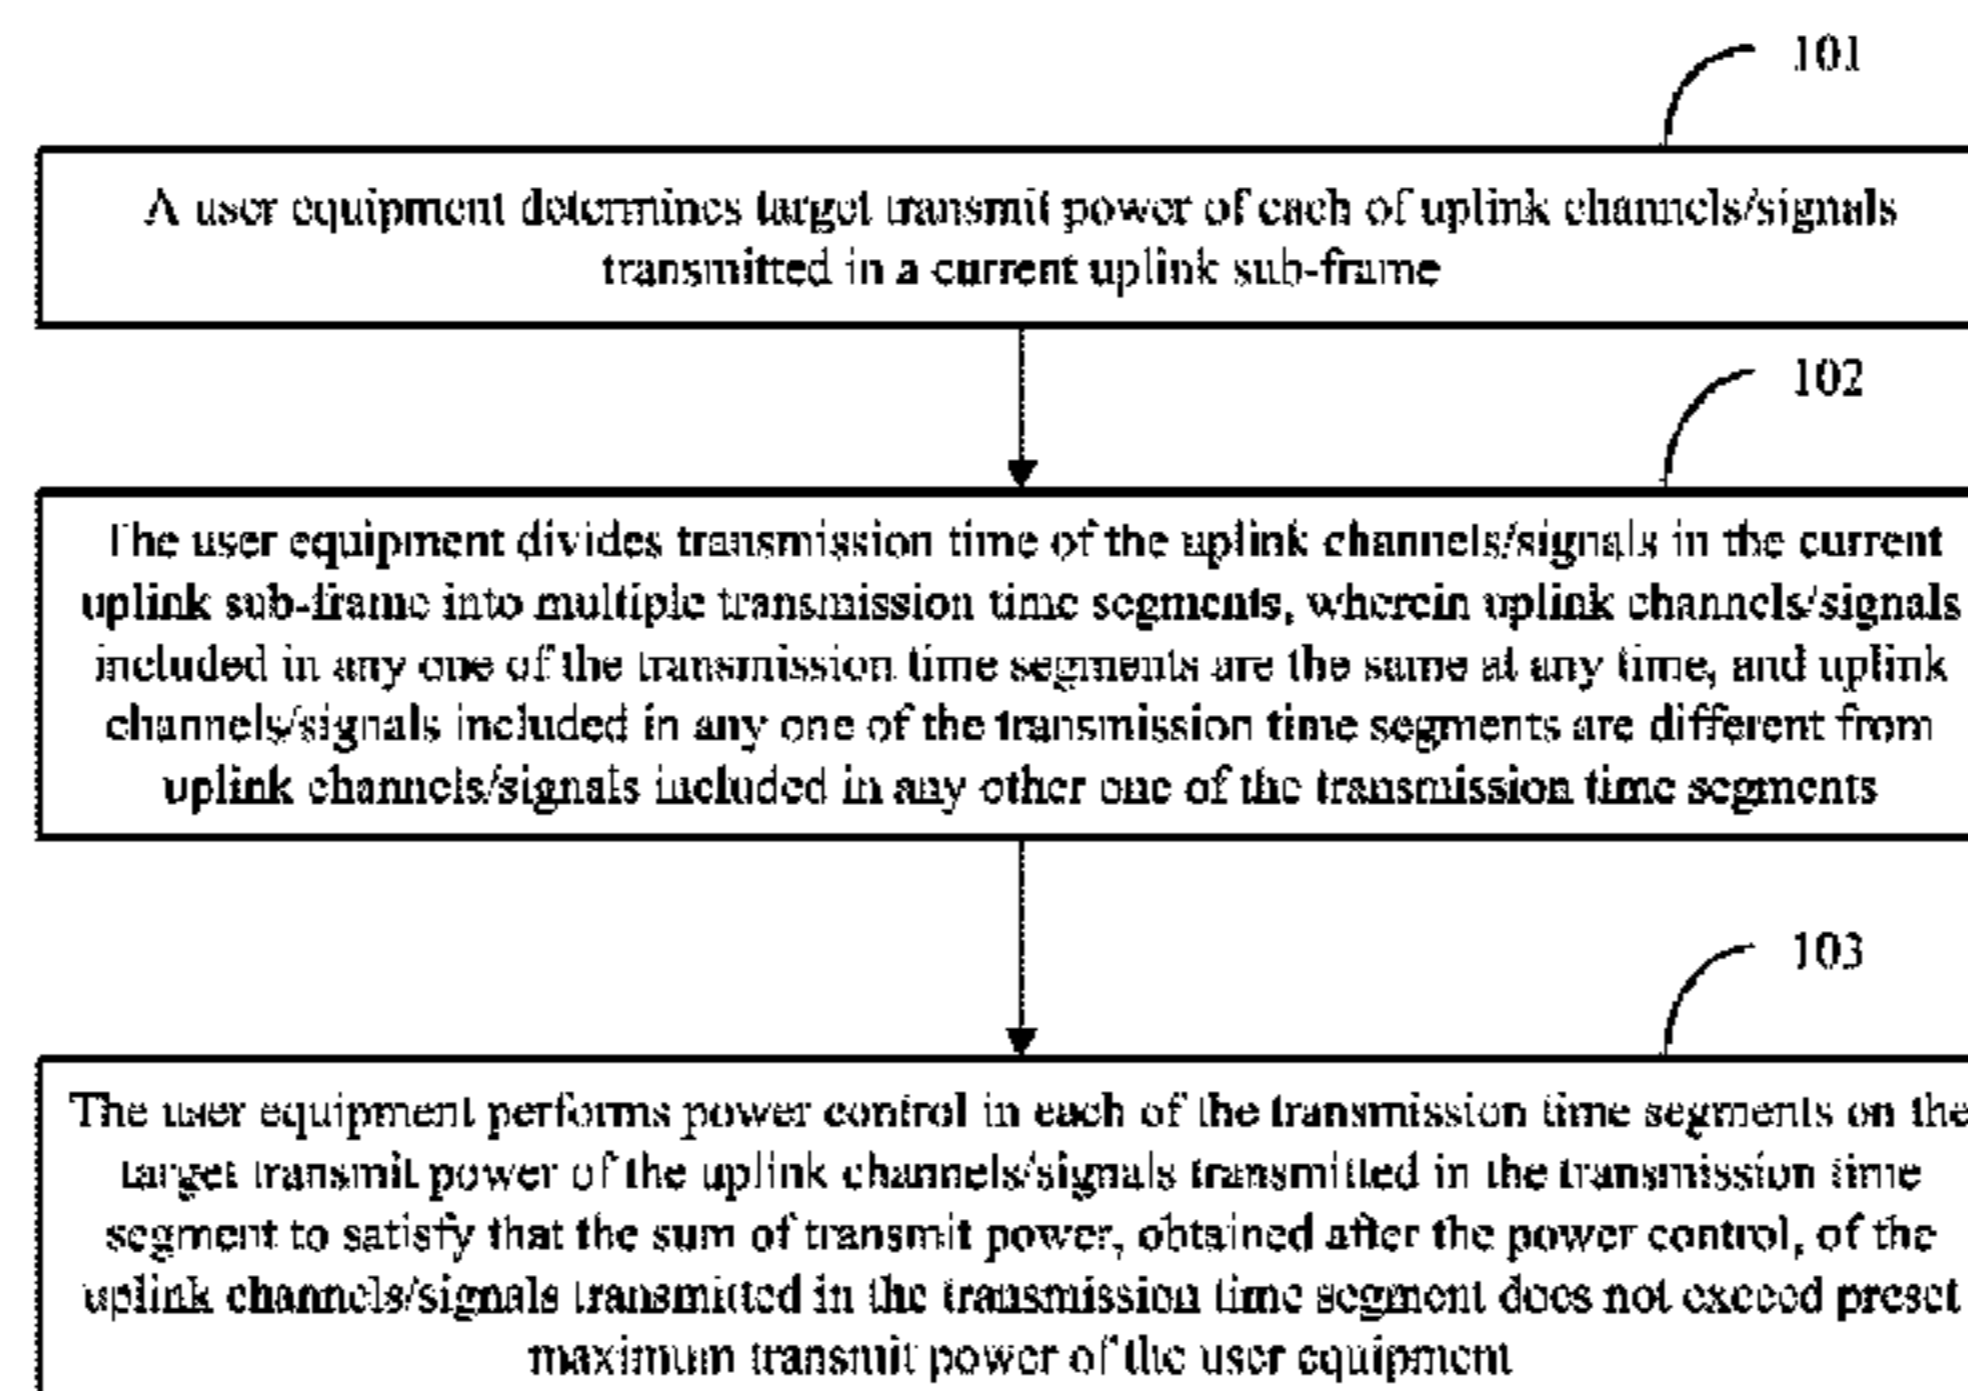 101
A user equipment determines target transmit power of each of uplink channels/signals
transmitted in a current uplink sub-frame
102
The user equipment divides transmission time of the uplink channels/signals in the current
uplink sub-frame into multiple transmission time segments, wherein uplink channels/signals
included in any one of the transmission time segments are the same at any time, and uplink
channels/signals included in any one of the transmission time segments are different from
uplink channels/signals included in any other one of the transmission time segments
103
The user equipment performs power control in each of the transmission time segments on the
target transmit power of the uplink channels/signals transmitted in the transmission time
segment to satisfy that the sum of transmit power, obtained after the power control, of the
uplink channels/signals transmitted in the transmission time segment does not exceed preset
maximum transmit power of the user equipment